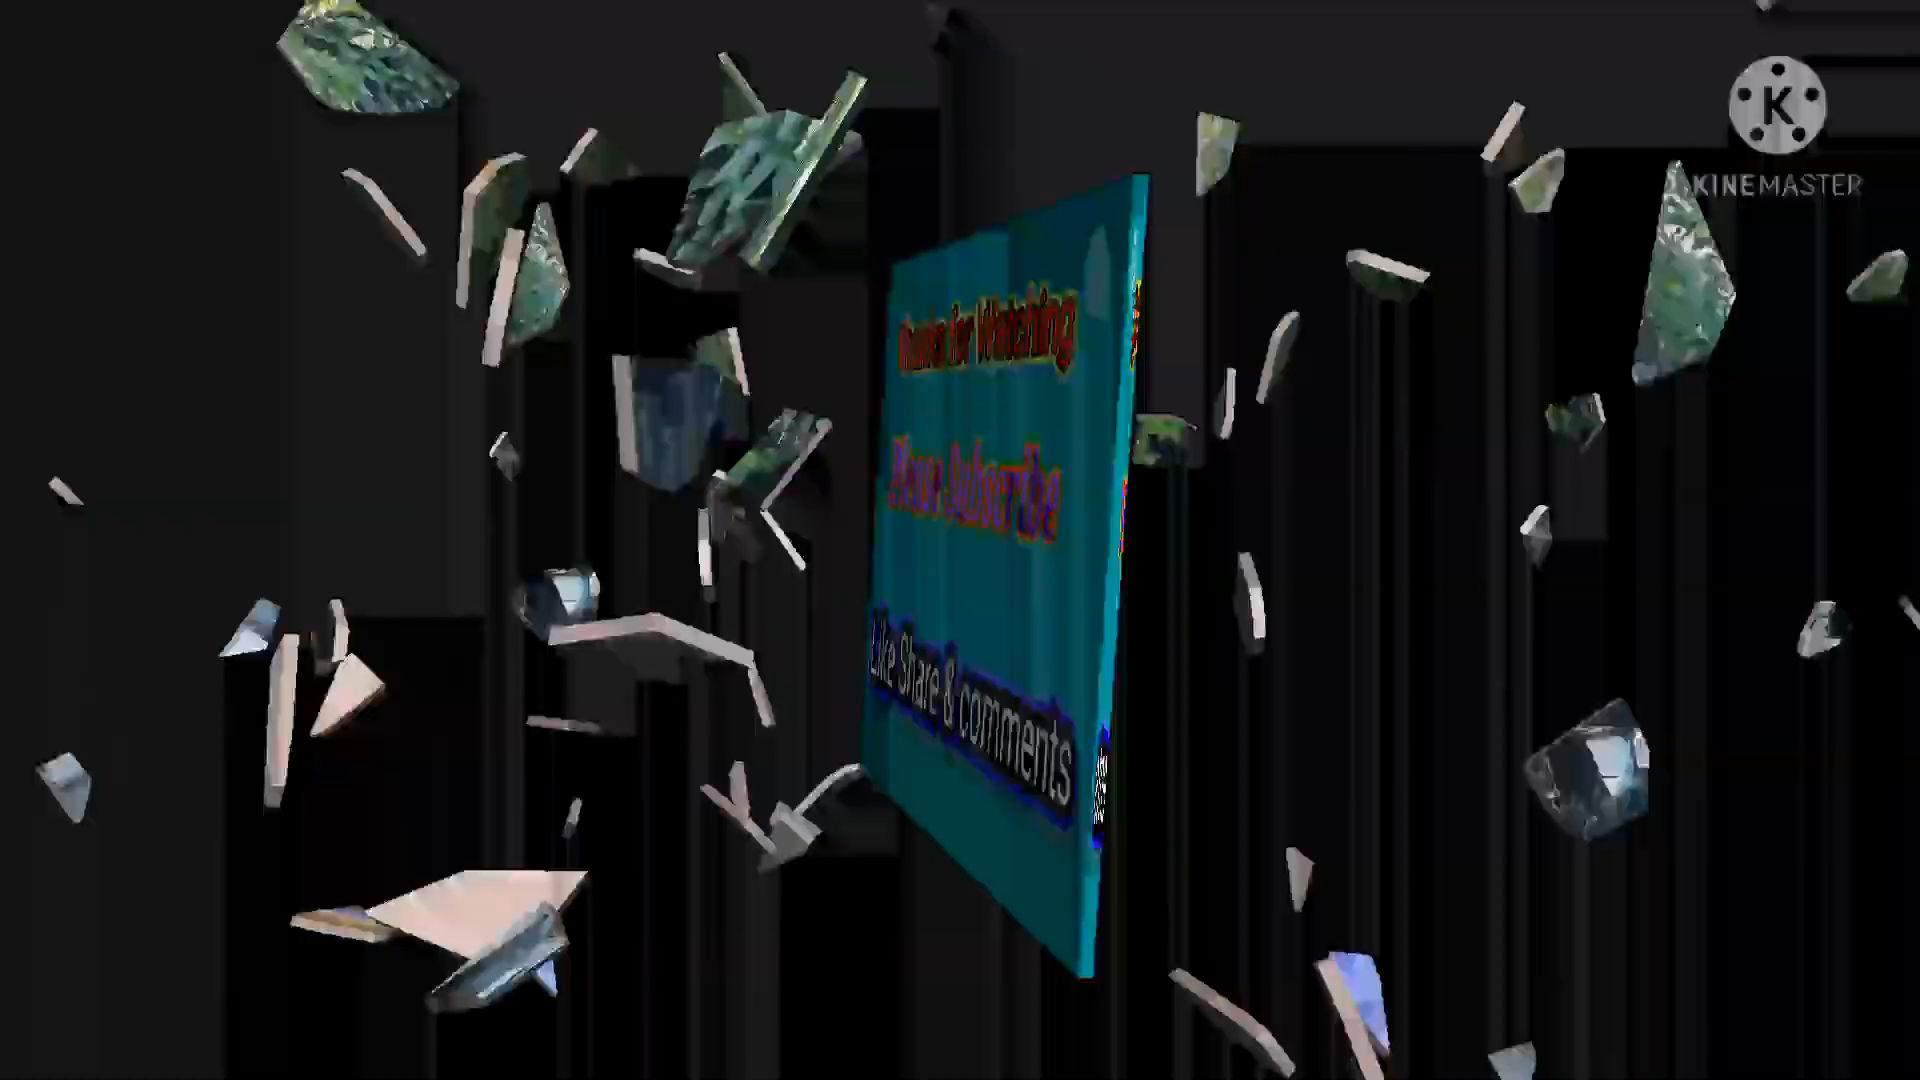 K
KINEMASTER
Thanks for Watching
Please Subscribe
Like Share & comments